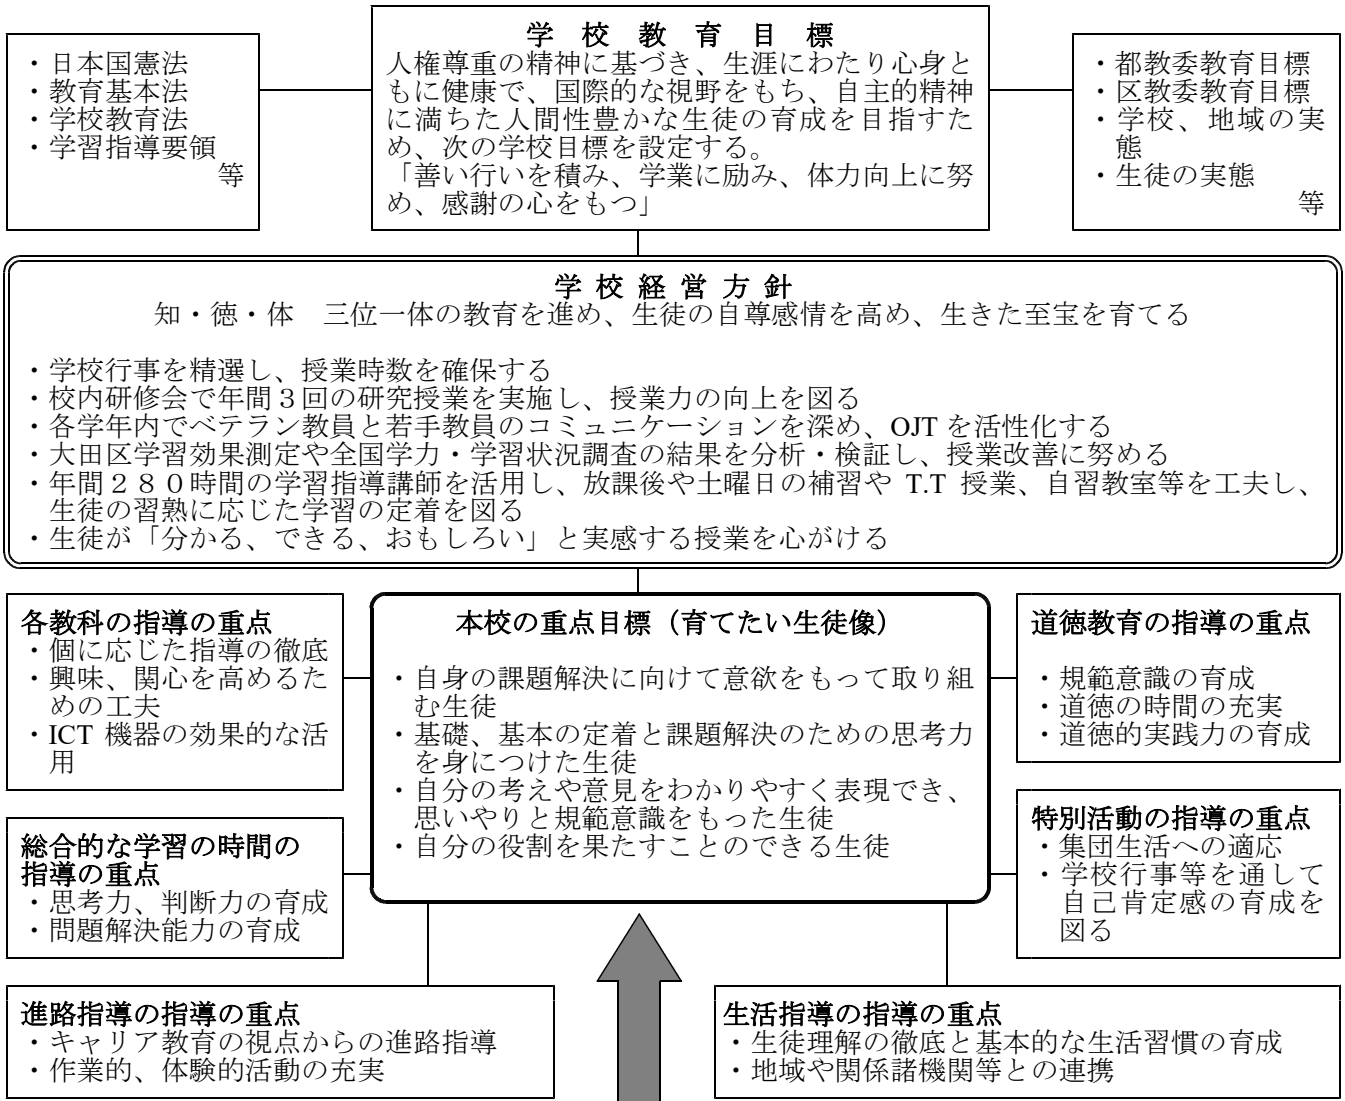 ・日本国憲法
・教育基本法
・学校教育法
・学習指導要領
等
学校教育目標
人権尊重の精神に基づき、生涯にわたり心身と
もに健康で、国際的な視野をもち、自主的精神
に満ちた人間性豊かな生徒の育成を目指すた
め、次の学校目標を設定する。
「善い行いを積み、学業に励み、体力向上に努
め、感謝の心をもつ」
・都教委教育目標
・区教委教育目標
・学校、地域の実
態
・生徒の実態
等
学校経営方針
知・徳・体　三位一体の教育を進め、生徒の自尊感情を高め、生きた至宝を育てる
・学校行事を精選し、授業時数を確保する
・校内研修会で年間３回の研究授業を実施し、授業力の向上を図る
・各学年内でベテラン教員と若手教員のコミュニケーションを深め、OJT を活性化する
・大田区学習効果測定や全国学力・学習状況調査の結果を分析・検証し、授業改善に努める
・年間２８０時間の学習指導講師を活用し、放課後や土曜日の補習や T.T 授業、自習教室等を工夫し、
生徒の習熟に応じた学習の定着を図る
・生徒が「分かる、できる、おもしろい」と実感する授業を心がける
各教科の指導の重点
・個に応じた指導の徹底
・興味、関心を高めるた
めの工夫
・ICT 機器の効果的な活
用
本校の重点目標（育てたい生徒像）
・自身の課題解決に向けて意欲をもって取り組
む生徒
・基礎、基本の定着と課題解決のための思考力
を身につけた生徒
・自分の考えや意見をわかりやすく表現でき、
思いやりと規範意識をもった生徒
・自分の役割を果たすことのできる生徒
道徳教育の指導の重点
・規範意識の育成
・道徳の時間の充実
・道徳的実践力の育成
総合的な学習の時間の
指導の重点
・思考力、判断力の育成
・問題解決能力の育成
特別活動の指導の重点
・集団生活への適応
・学校行事等を通して
自己肯定感の育成を
図る
進路指導の指導の重点
・キャリア教育の視点からの進路指導
・作業的、体験的活動の充実
生活指導の指導の重点
・生徒理解の徹底と基本的な生活習慣の育成
・地域や関係諸機関等との連携